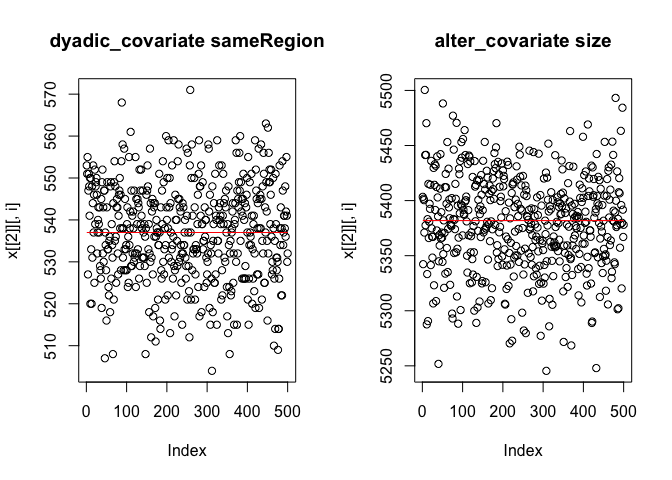 dyadic_covariate sameRegion
x[[2]][, i]
510 520 530 540 550 560 570
0 100 200 300 400 500
Index
alter_covariate size
x[[2]][, i]
5250 5300 5350 5400 5450 5500
0 100 200 300 400 500
Index